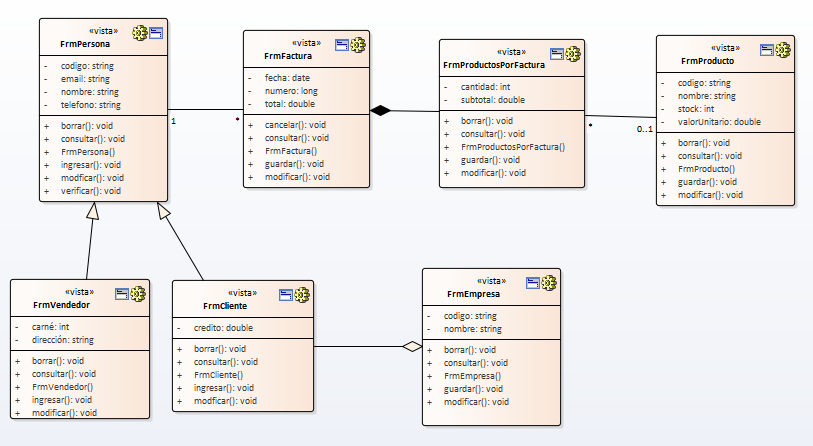 «vista»
FrmPersona
- codigo: string
- email: string
- nombre: string
- telefono: string
+ borrar(): void
+ consultar(): void
+ FrmPersona()
+ ingresar(): void
+ modficar(): void
+ verificar(): void
1
*
«vista»
FrmFactura
- fecha: date
- numero: long
- total: double
+ cancelar(): void
+ consultar(): void
+ FrmFactura()
+ guardar(): void
+ modificar(): void
«vista»
FrmProductosPorFactura
- cantidad: int
- subtotal: double
+ borrar(): void
+ consultar(): void
+ FrmProductosPorFactura()
+ guardar(): void
+ modificar(): void
*
0..1
«vista»
FrmProducto
- codigo: string
- nombre: string
- stock: int
- valorUnitario: double
+ borrar(): void
+ consultar(): void
+ FrmProducto()
+ guardar(): void
+ modificar(): void
«vista»
FrmVendedor
- carné: int
- dirección: string
+ borrar(): void
+ consultar(): void
+ FrmVendedor()
+ ingresar(): void
+ modificar(): void
«vista»
FrmCliente
- credito: double
+ borrar(): void
+ consultar(): void
+ FrmCliente()
+ ingresar(): void
+ modficar(): void
«vista»
FrmEmpresa
- codigo: string
- nombre: string
+ borrar(): void
+ consultar(): void
+ FrmEmpresa()
+ guardar(): void
+ modificar(): void